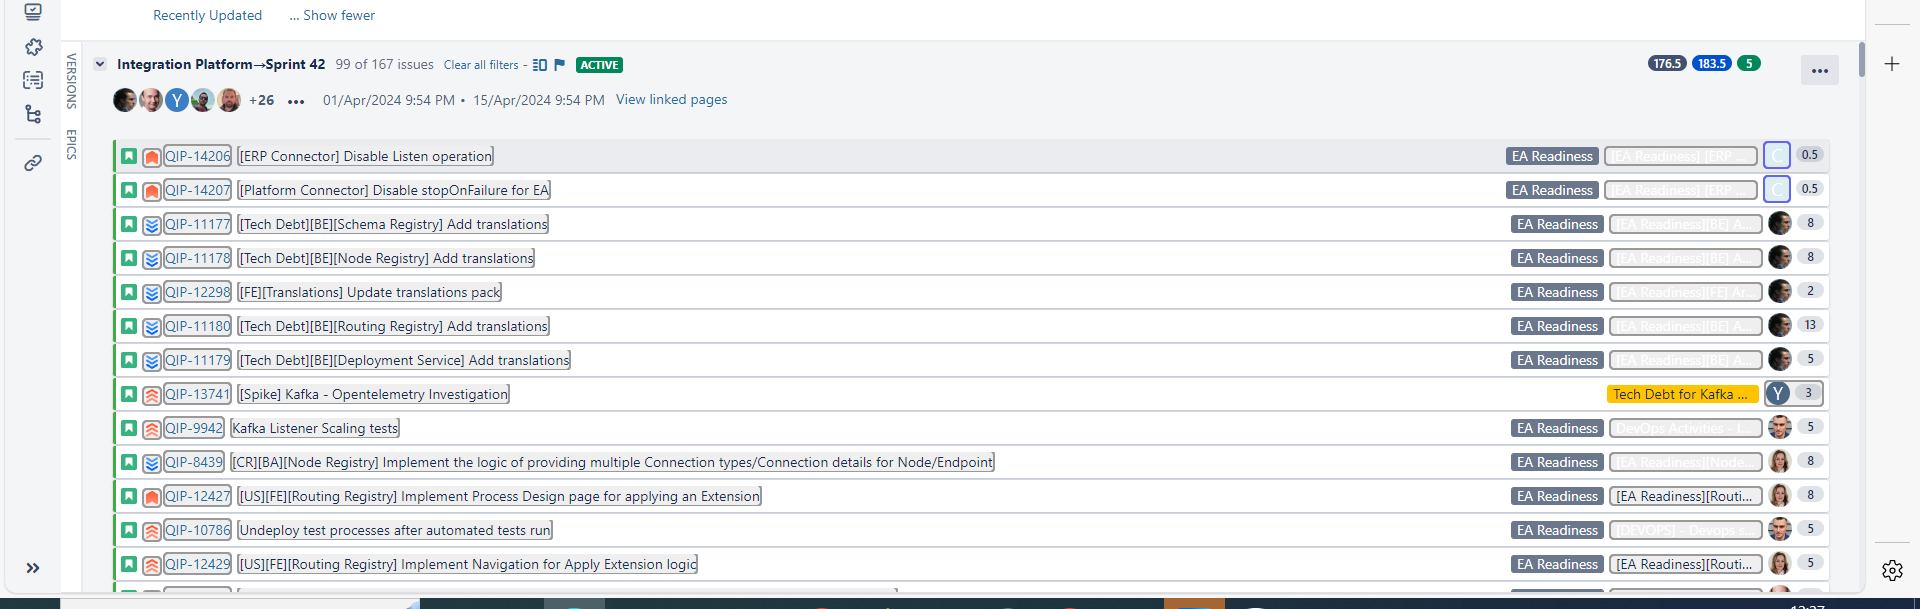 Recently Updated ... Show fewer
VERSIONS
EPICS
Integration Platform→Sprint 42 99 of 167 issues Clear all filters - ACTIVE 176.5 183.5 5
Y +26 ••• 01/Apr/2024 9:54 PM • 15/Apr/2024 9:54 PM View linked pages
QIP-14206 [ERP Connector] Disable Listen operation EA Readiness [EA Readiness] [ERP ... C 0.5
QIP-14207 [Platform Connector] Disable stopOnFailure for EA EA Readiness [EA Readiness] [ERP ... C 0.5
QIP-11177 [Tech Debt][BE][Schema Registry] Add translations EA Readiness [EA Readiness][BE] A... 8
QIP-11178 [Tech Debt][BE][Node Registry] Add translations EA Readiness [EA Readiness][BE] A... 8
QIP-12298 [FE][Translations] Update translations pack EA Readiness [EA Readiness][FE] Ar... 2
QIP-11180 [Tech Debt][BE][Routing Registry] Add translations EA Readiness [EA Readiness][BE] A... 13
QIP-11179 [Tech Debt][BE][Deployment Service] Add translations EA Readiness [EA Readiness][BE] A... 5
QIP-13741 [Spike] Kafka - Opentelemetry Investigation Tech Debt for Kafka ... Y 3
QIP-9942 Kafka Listener Scaling tests EA Readiness DevOps Activities - 5
QIP-8439 [CR][BA][Node Registry] Implement the logic of providing multiple Connection types/Connection details for Node/Endpoint EA Readiness [EA Readiness][Node... 8
QIP-12427 [US][FE][Routing Registry] Implement Process Design page for applying an Extension EA Readiness [EA Readiness][Routi... 8
QIP-10786 Undeploy test processes after automated tests run EA Readiness [DEVOPS] - Devops s... 5
QIP-12429 [US][FE][Routing Registry] Implement Navigation for Apply Extension logic EA Readiness [EA Readiness][Routi... 5